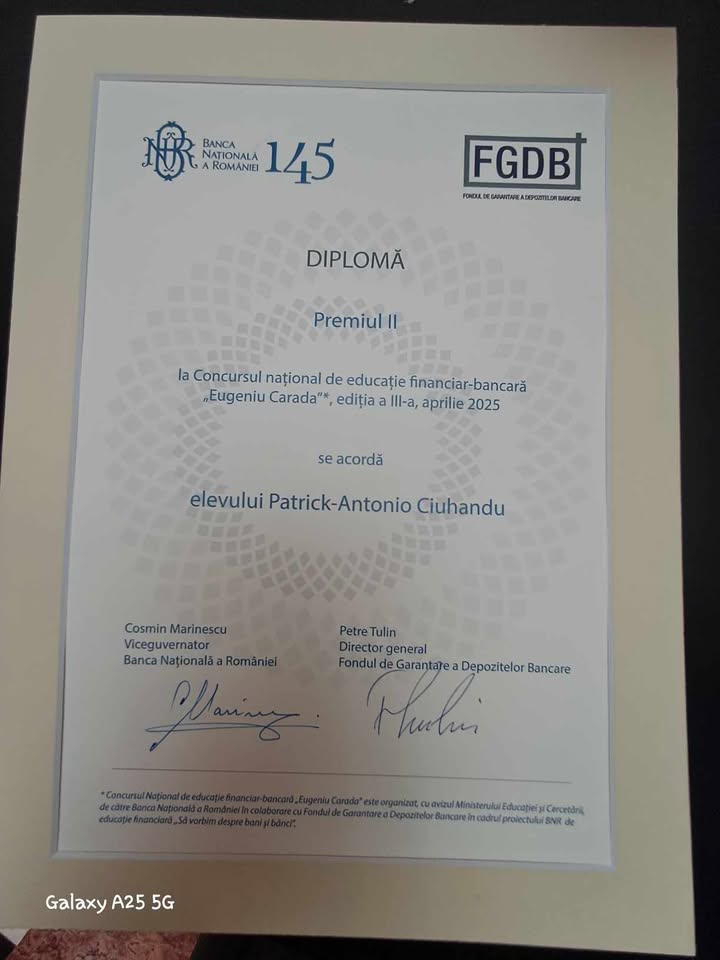 BANCA
NAȚIONALĂ
A ROMÂNIEI
145
FGDB
FONDUL DE GARANTARE A DEPOZITELOR BANCARE
DIPLOMĂ
Premiul II
la Concursul național de educație financiar-bancară
„Eugeniu Carada”*, ediția a III-a, aprilie 2025
se acordă
elevului Patrick-Antonio Ciuhandu
Cosmin Marinescu
Viceguvernator
Banca Națională a României
Petre Tulin
Director general
Fondul de Garantare a Depozitelor Bancare
* Concursul Național de educație financiar-bancară „Eugeniu Carada” este organizat, cu avizul Ministerului Educației și Cercetării,
de către Banca Națională a României în colaborare cu Fondul de Garantare a Depozitelor Bancare în cadrul proiectului BNR de
educație financiară „Să vorbim despre bani și bănci”.
Galaxy A25 5G